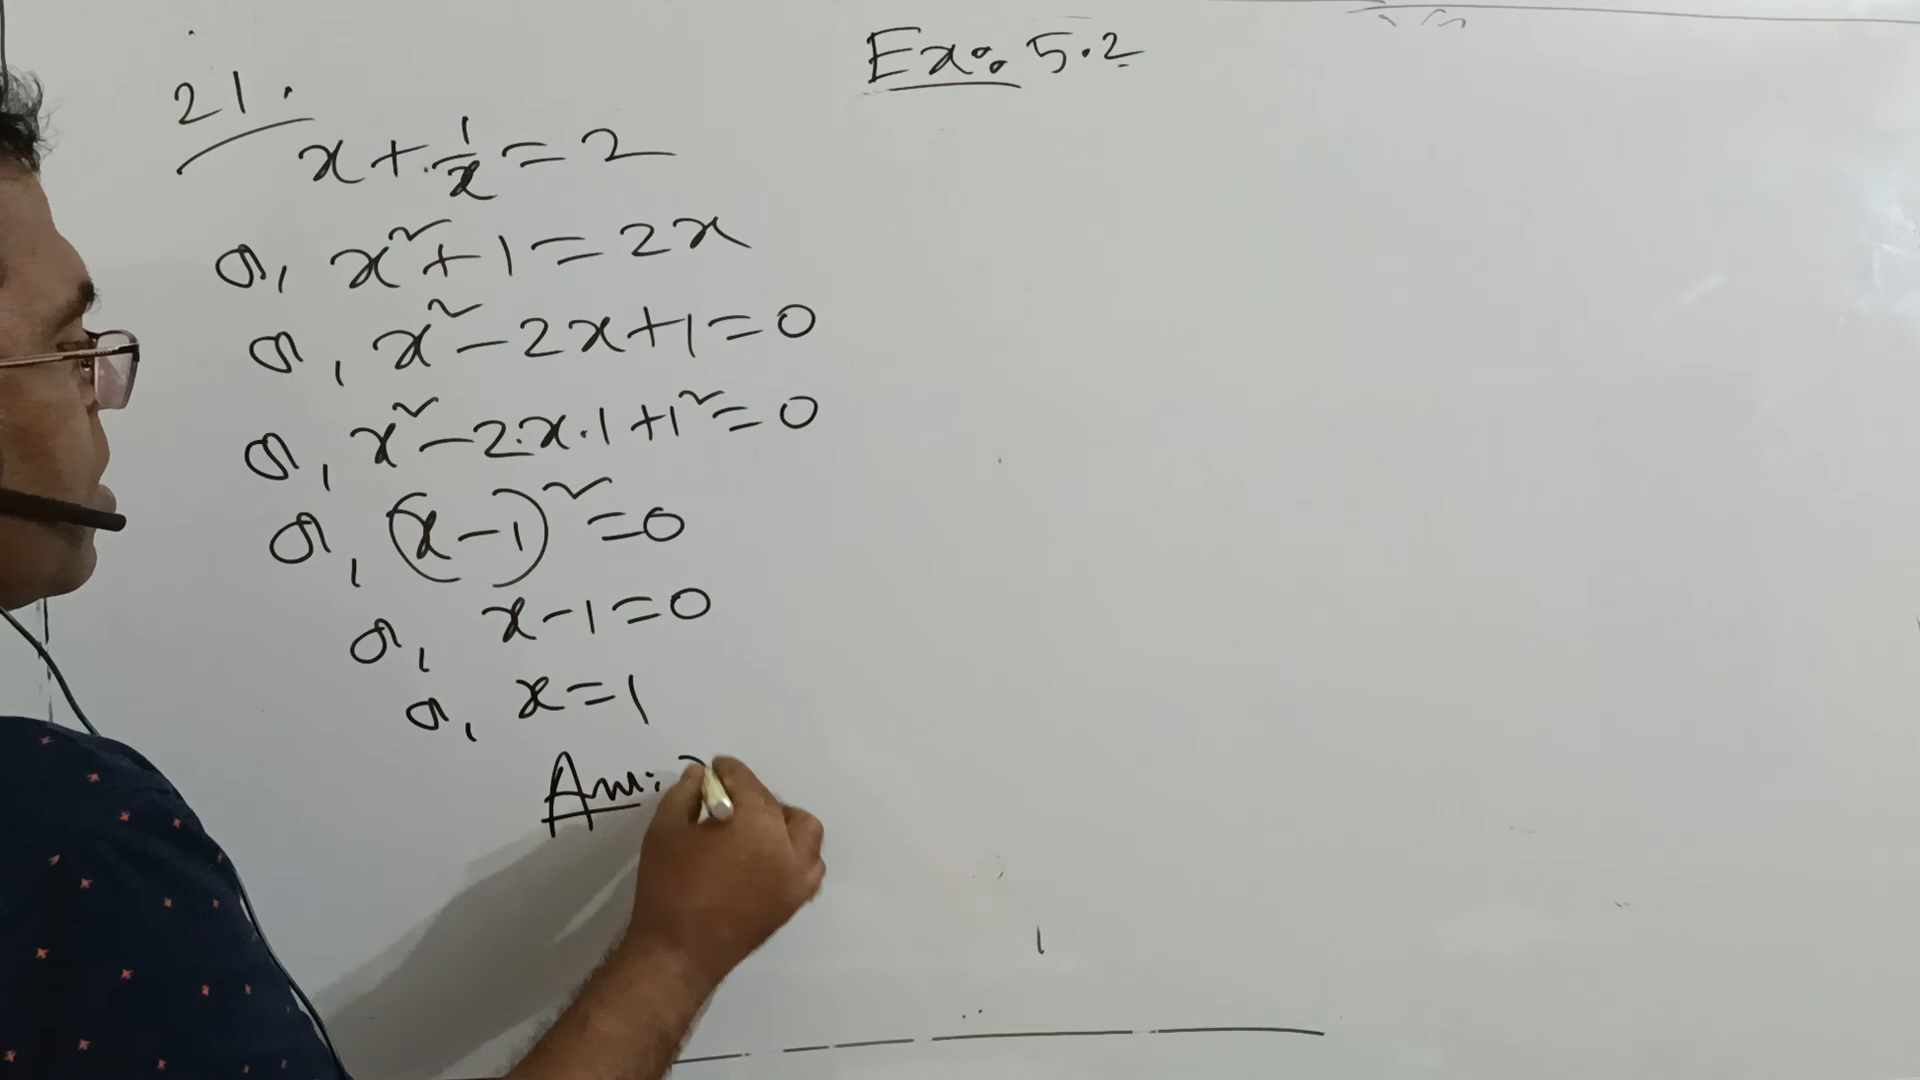 Ex: 5.2
21.
x + 1/x = 2
বা, x² + 1 = 2x
বা, x² - 2x + 1 = 0
বা, x² - 2.x.1 + 1² = 0
বা, (x - 1)² = 0
বা, x - 1 = 0
বা, x = 1
Ans: